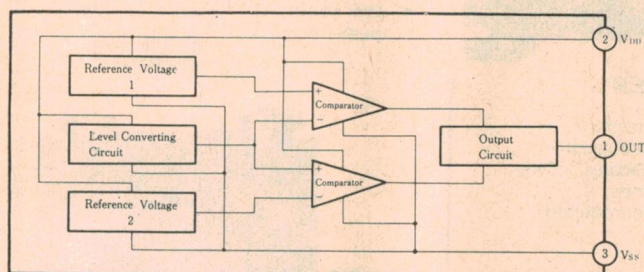 2 VDD
Reference Voltage
1
+
Comparator
−
Level Converting
Circuit
Output
Circuit
1 OUT
+
Comparator
−
Reference Voltage
2
3 VSS